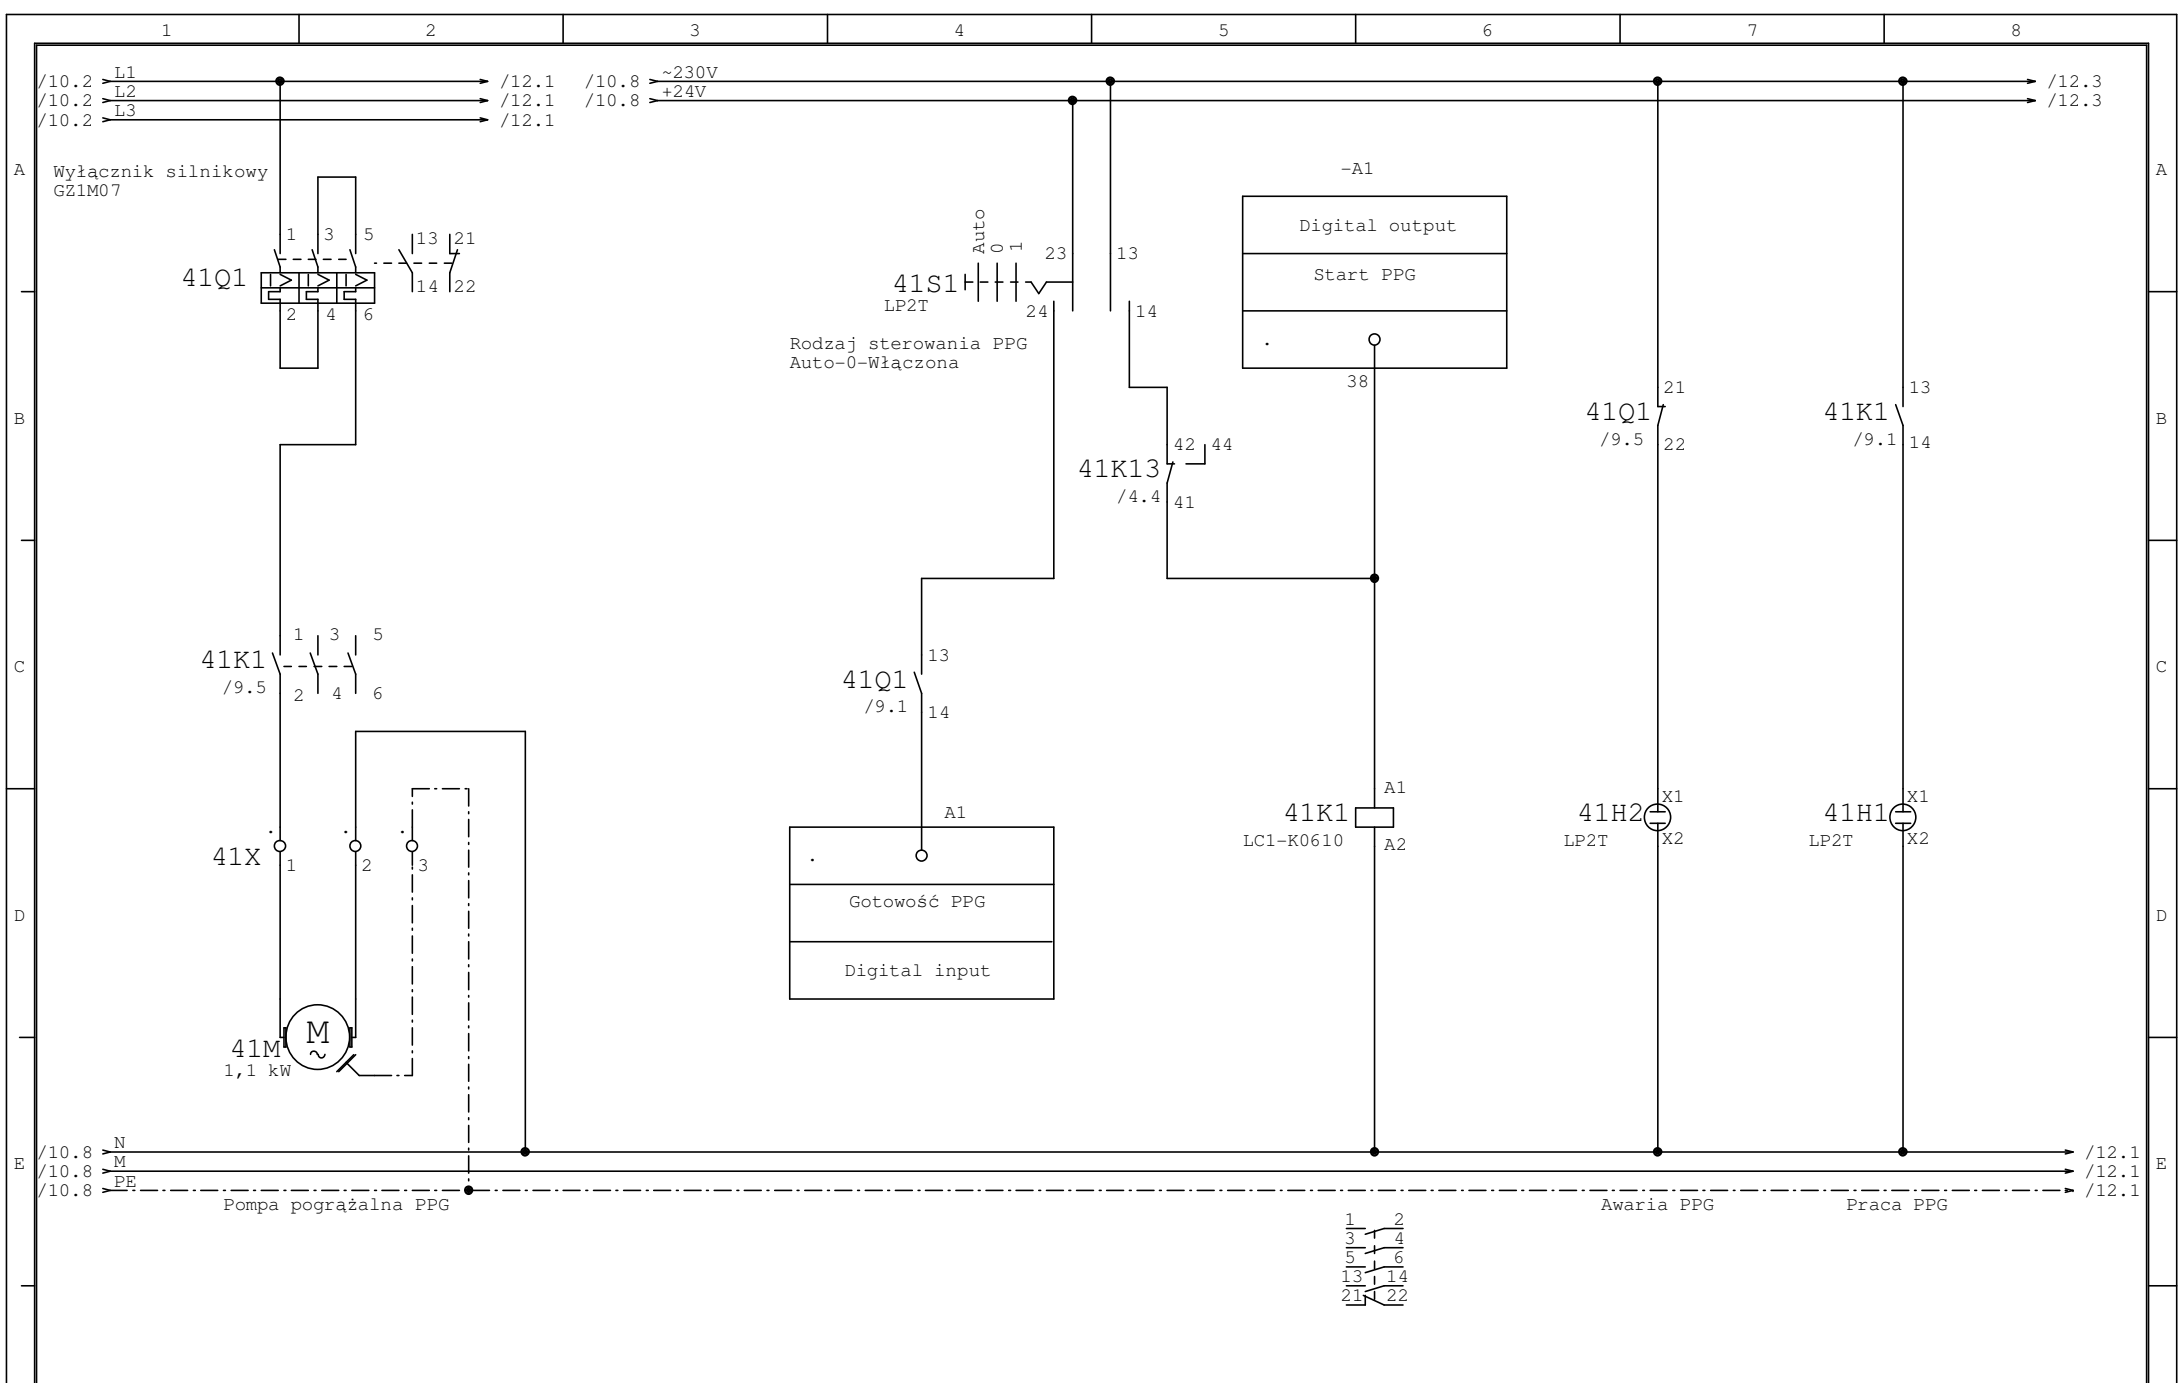 1 2 3 4 5 6 7 8
/10.2 L1 /12.1 /10.8 ~230V /12.3
/10.2 L2 /12.1 /10.8 +24V /12.3
/10.2 L3 /12.1
A Wyłącznik silnikowy -A1 A
GZ1M07
Digital output
Start PPG
.
38
1 3 5 13 21
41Q1
14 22
2 4 6
Auto 0 1
23 13
41S1
LP2T
24 14
Rodzaj sterowania PPG
Auto-0-Włączona
B B
42 44
41K13
/4.4 41
21
41Q1
/9.5 22
13
41K1
/9.1 14
C C
1 3 5
41K1
/9.5 2 4 6
13
41Q1
/9.1
14
. . .
41X 1 2 3
A1
.
Gotowość PPG
Digital input
A1
41K1
LC1-K0610 A2
X1
41H2
LP2T X2
X1
41H1
LP2T X2
D D
M
~
41M
1,1 kW
/10.8 N /12.1
E /10.8 M /12.1 E
/10.8 PE /12.1
Pompa pogrążalna PPG Awaria PPG Praca PPG
1 2
3 4
5 6
13 14
21 22